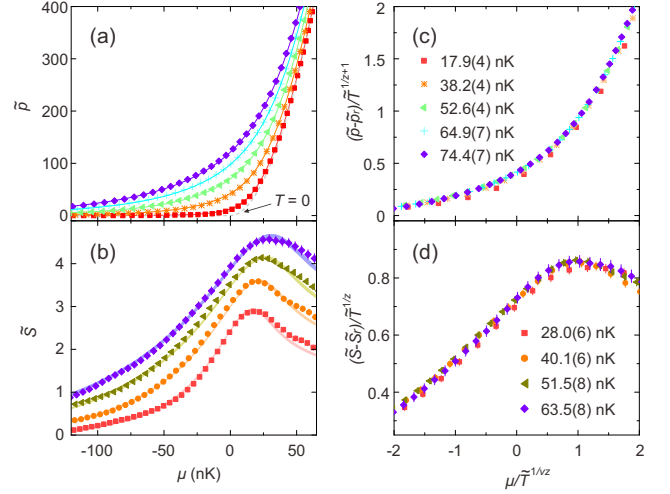 (a)
400
300
200
100
0
p̃
T = 0
(b)
5
4
3
2
1
0
S̃
-100
-50
0
50
μ (nK)
(c)
2
1.5
1
0.5
0
(p̃-p̃ᵣ)/T̃^{1/z+1}
17.9(4) nK
38.2(4) nK
52.6(4) nK
64.9(7) nK
74.4(7) nK
(d)
0.8
0.6
0.4
(S̃-S̃ᵣ)/T̃^{1/z}
28.0(6) nK
40.1(6) nK
51.5(8) nK
63.5(8) nK
-2
-1
0
1
2
μ/T̃^{1/νz}